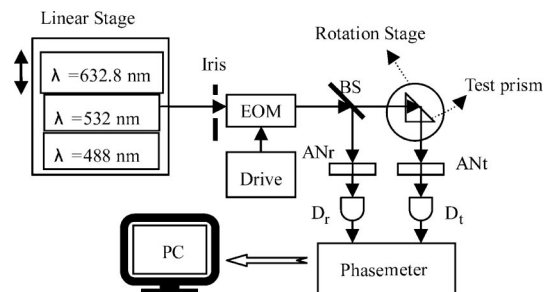 Linear Stage
λ =632.8 nm
λ =532 nm
λ =488 nm
Iris
EOM
Drive
BS
Rotation Stage
Test prism
ANr
ANt
Dr
Dt
Phasemeter
PC